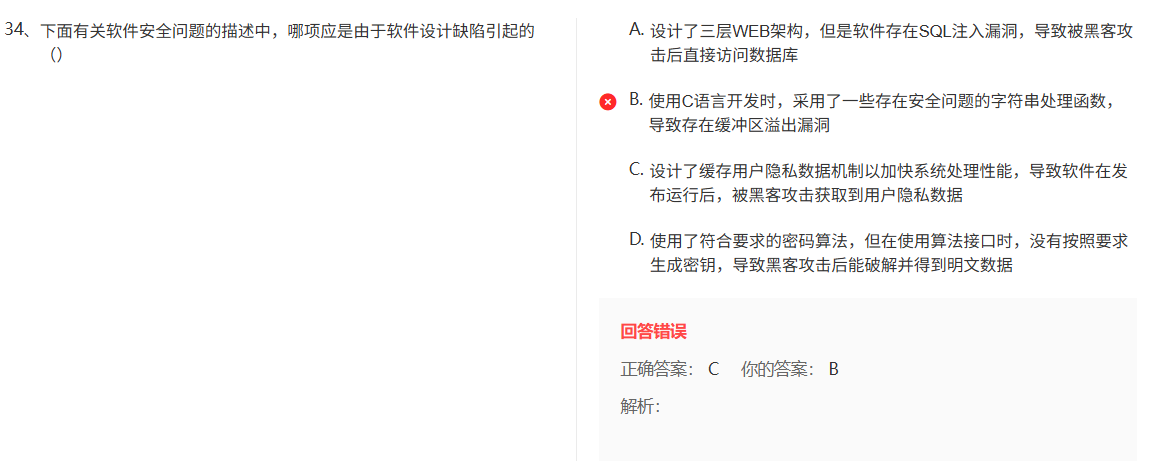 34、下面有关软件安全问题的描述中，哪项应是由于软件设计缺陷引起的
（）
A. 设计了三层WEB架构，但是软件存在SQL注入漏洞，导致被黑客攻
击后直接访问数据库
B. 使用C语言开发时，采用了一些存在安全问题的字符串处理函数，
导致存在缓冲区溢出漏洞
C. 设计了缓存用户隐私数据机制以加快系统处理性能，导致软件在发
布运行后，被黑客攻击获取到用户隐私数据
D. 使用了符合要求的密码算法，但在使用算法接口时，没有按照要求
生成密钥，导致黑客攻击后能破解并得到明文数据
回答错误
正确答案： C 你的答案： B
解析：